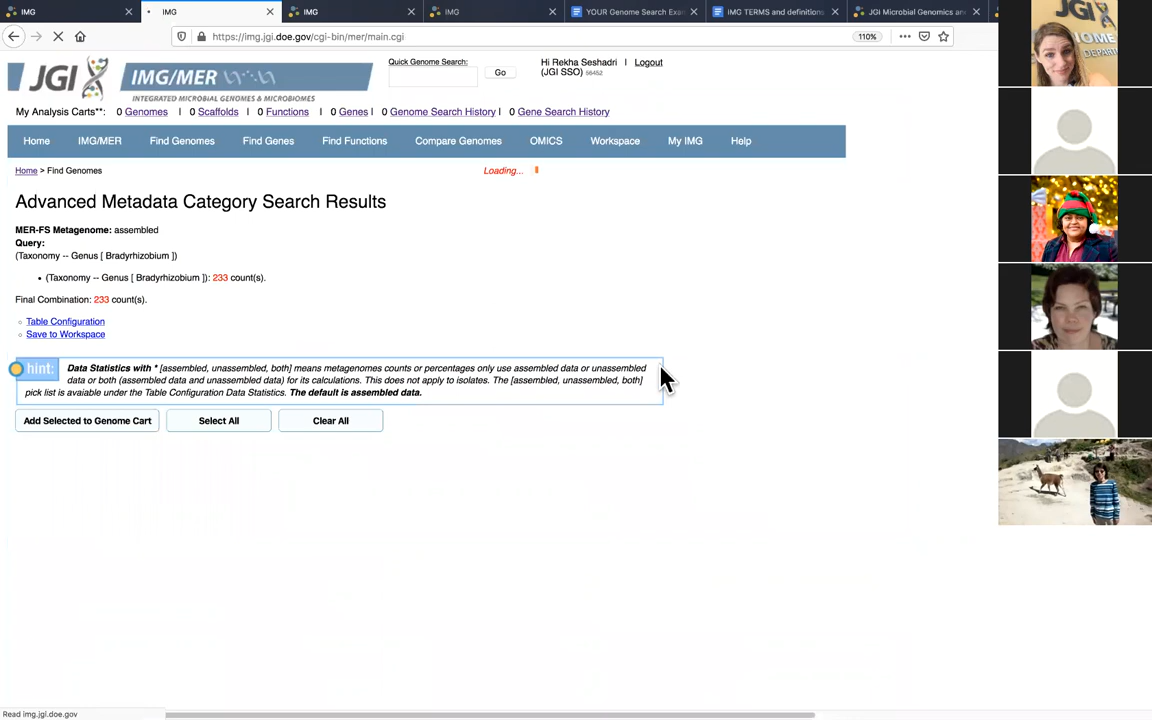 IMG
IMG
IMG
IMG
YOUR Genome Search Exa
IMG TERMS and definitions
JGI Microbial Genomics an
https://img.jgi.doe.gov/cgi-bin/mer/main.cgi
110%
JGI
IMG/MER
INTEGRATED MICROBIAL GENOMES & MICROBIOMES
Quick Genome Search:
Go
Hi Rekha Seshadri | Logout
(JGI SSO) 56452
My Analysis Carts**: 0 Genomes | 0 Scaffolds | 0 Functions | 0 Genes | 0 Genome Search History | 0 Gene Search History
Home IMG/MER Find Genomes Find Genes Find Functions Compare Genomes OMICS Workspace My IMG Help
Home > Find Genomes
Loading...
Advanced Metadata Category Search Results
MER-FS Metagenome: assembled
Query:
(Taxonomy -- Genus [ Bradyrhizobium ])
• (Taxonomy -- Genus [ Bradyrhizobium ]): 233 count(s).
Final Combination: 233 count(s).
Table Configuration
Save to Workspace
hint:
Data Statistics with * [assembled, unassembled, both] means metagenomes counts or percentages only use assembled data or unassembled
data or both (assembled data and unassembled data) for its calculations. This does not apply to isolates. The [assembled, unassembled, both]
pick list is avaiable under the Table Configuration Data Statistics. The default is assembled data.
Add Selected to Genome Cart
Select All
Clear All
Read img.jgi.doe.gov
JGI